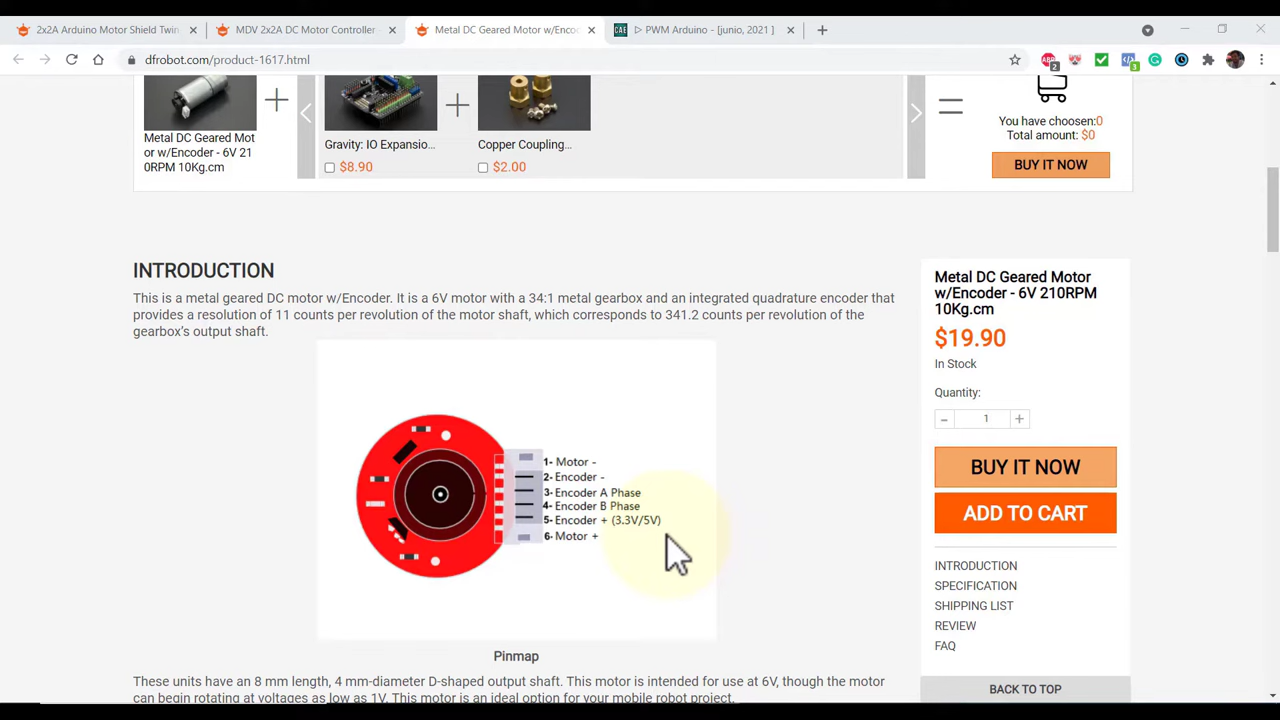 2x2A Arduino Motor Shield Twin
MDV 2x2A DC Motor Controller
Metal DC Geared Motor w/Encod
CAE
PWM Arduino - [junio, 2021 ]
dfrobot.com/product-1617.html
2
3
Metal DC Geared Mot
or w/Encoder - 6V 21
0RPM 10Kg.cm
Gravity: IO Expansio...
$8.90
Copper Coupling...
$2.00
You have choosen:0
Total amount: $0
BUY IT NOW
INTRODUCTION
This is a metal geared DC motor w/Encoder. It is a 6V motor with a 34:1 metal gearbox and an integrated quadrature encoder that
provides a resolution of 11 counts per revolution of the motor shaft, which corresponds to 341.2 counts per revolution of the
gearbox's output shaft.
1- Motor -
2- Encoder -
3- Encoder A Phase
4- Encoder B Phase
5- Encoder + (3.3V/5V)
6- Motor +
Pinmap
These units have an 8 mm length, 4 mm-diameter D-shaped output shaft. This motor is intended for use at 6V, though the motor
can begin rotating at voltages as low as 1V. This motor is an ideal option for your mobile robot project.
Metal DC Geared Motor
w/Encoder - 6V 210RPM
10Kg.cm
$19.90
In Stock
Quantity:
- 1 +
BUY IT NOW
ADD TO CART
INTRODUCTION
SPECIFICATION
SHIPPING LIST
REVIEW
FAQ
BACK TO TOP